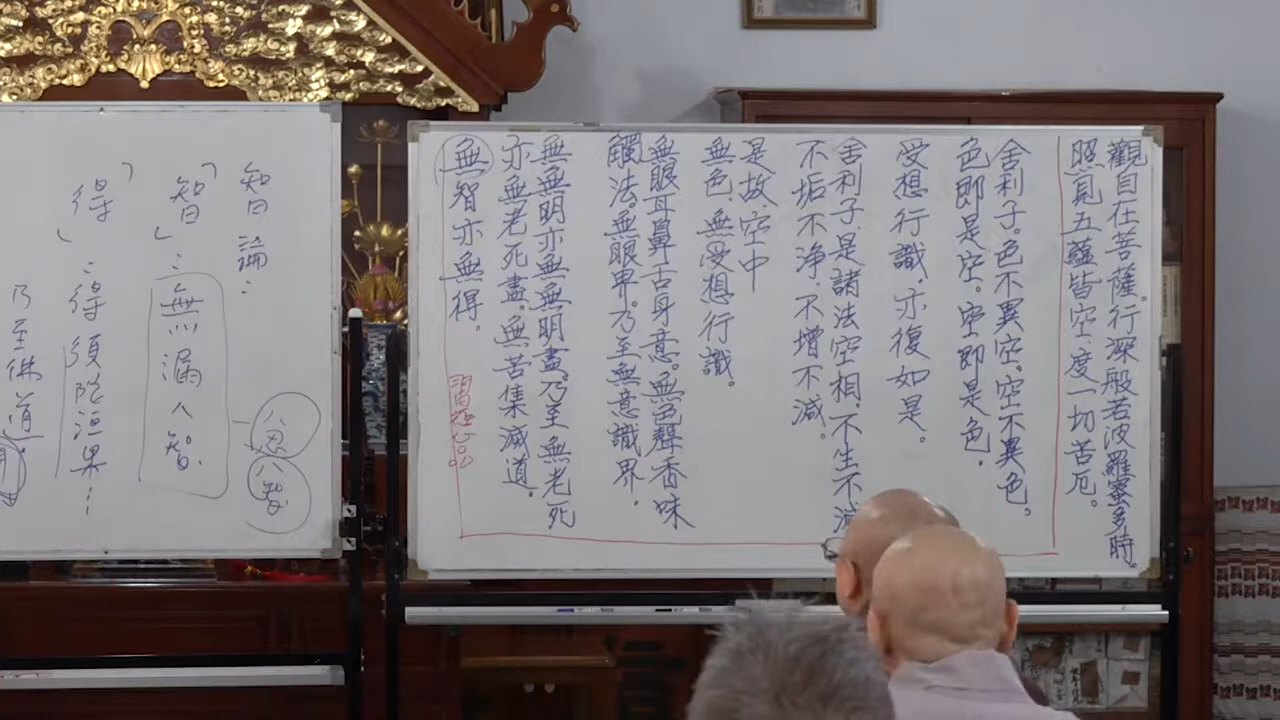 觀自在菩薩。行深般若波羅蜜多時。
照見五蘊皆空。度一切苦厄。
舍利子。色不異空。空不異色。
色即是空。空即是色。
受想行識。亦復如是。
舍利子。是諸法空相。不生不滅
不垢不净。不增不減。
是故空中
無色。無受想行識。
無眼耳鼻舌身意。無色聲香味
觸法。無眼界。乃至無意識界。
無無明亦無無明盡。乃至無老死
亦無老死盡。無苦集滅道。
無智亦無得。
智論：
「智」：無漏八智。
八忍
八智
「得」：得須陀洹果…
乃至佛道